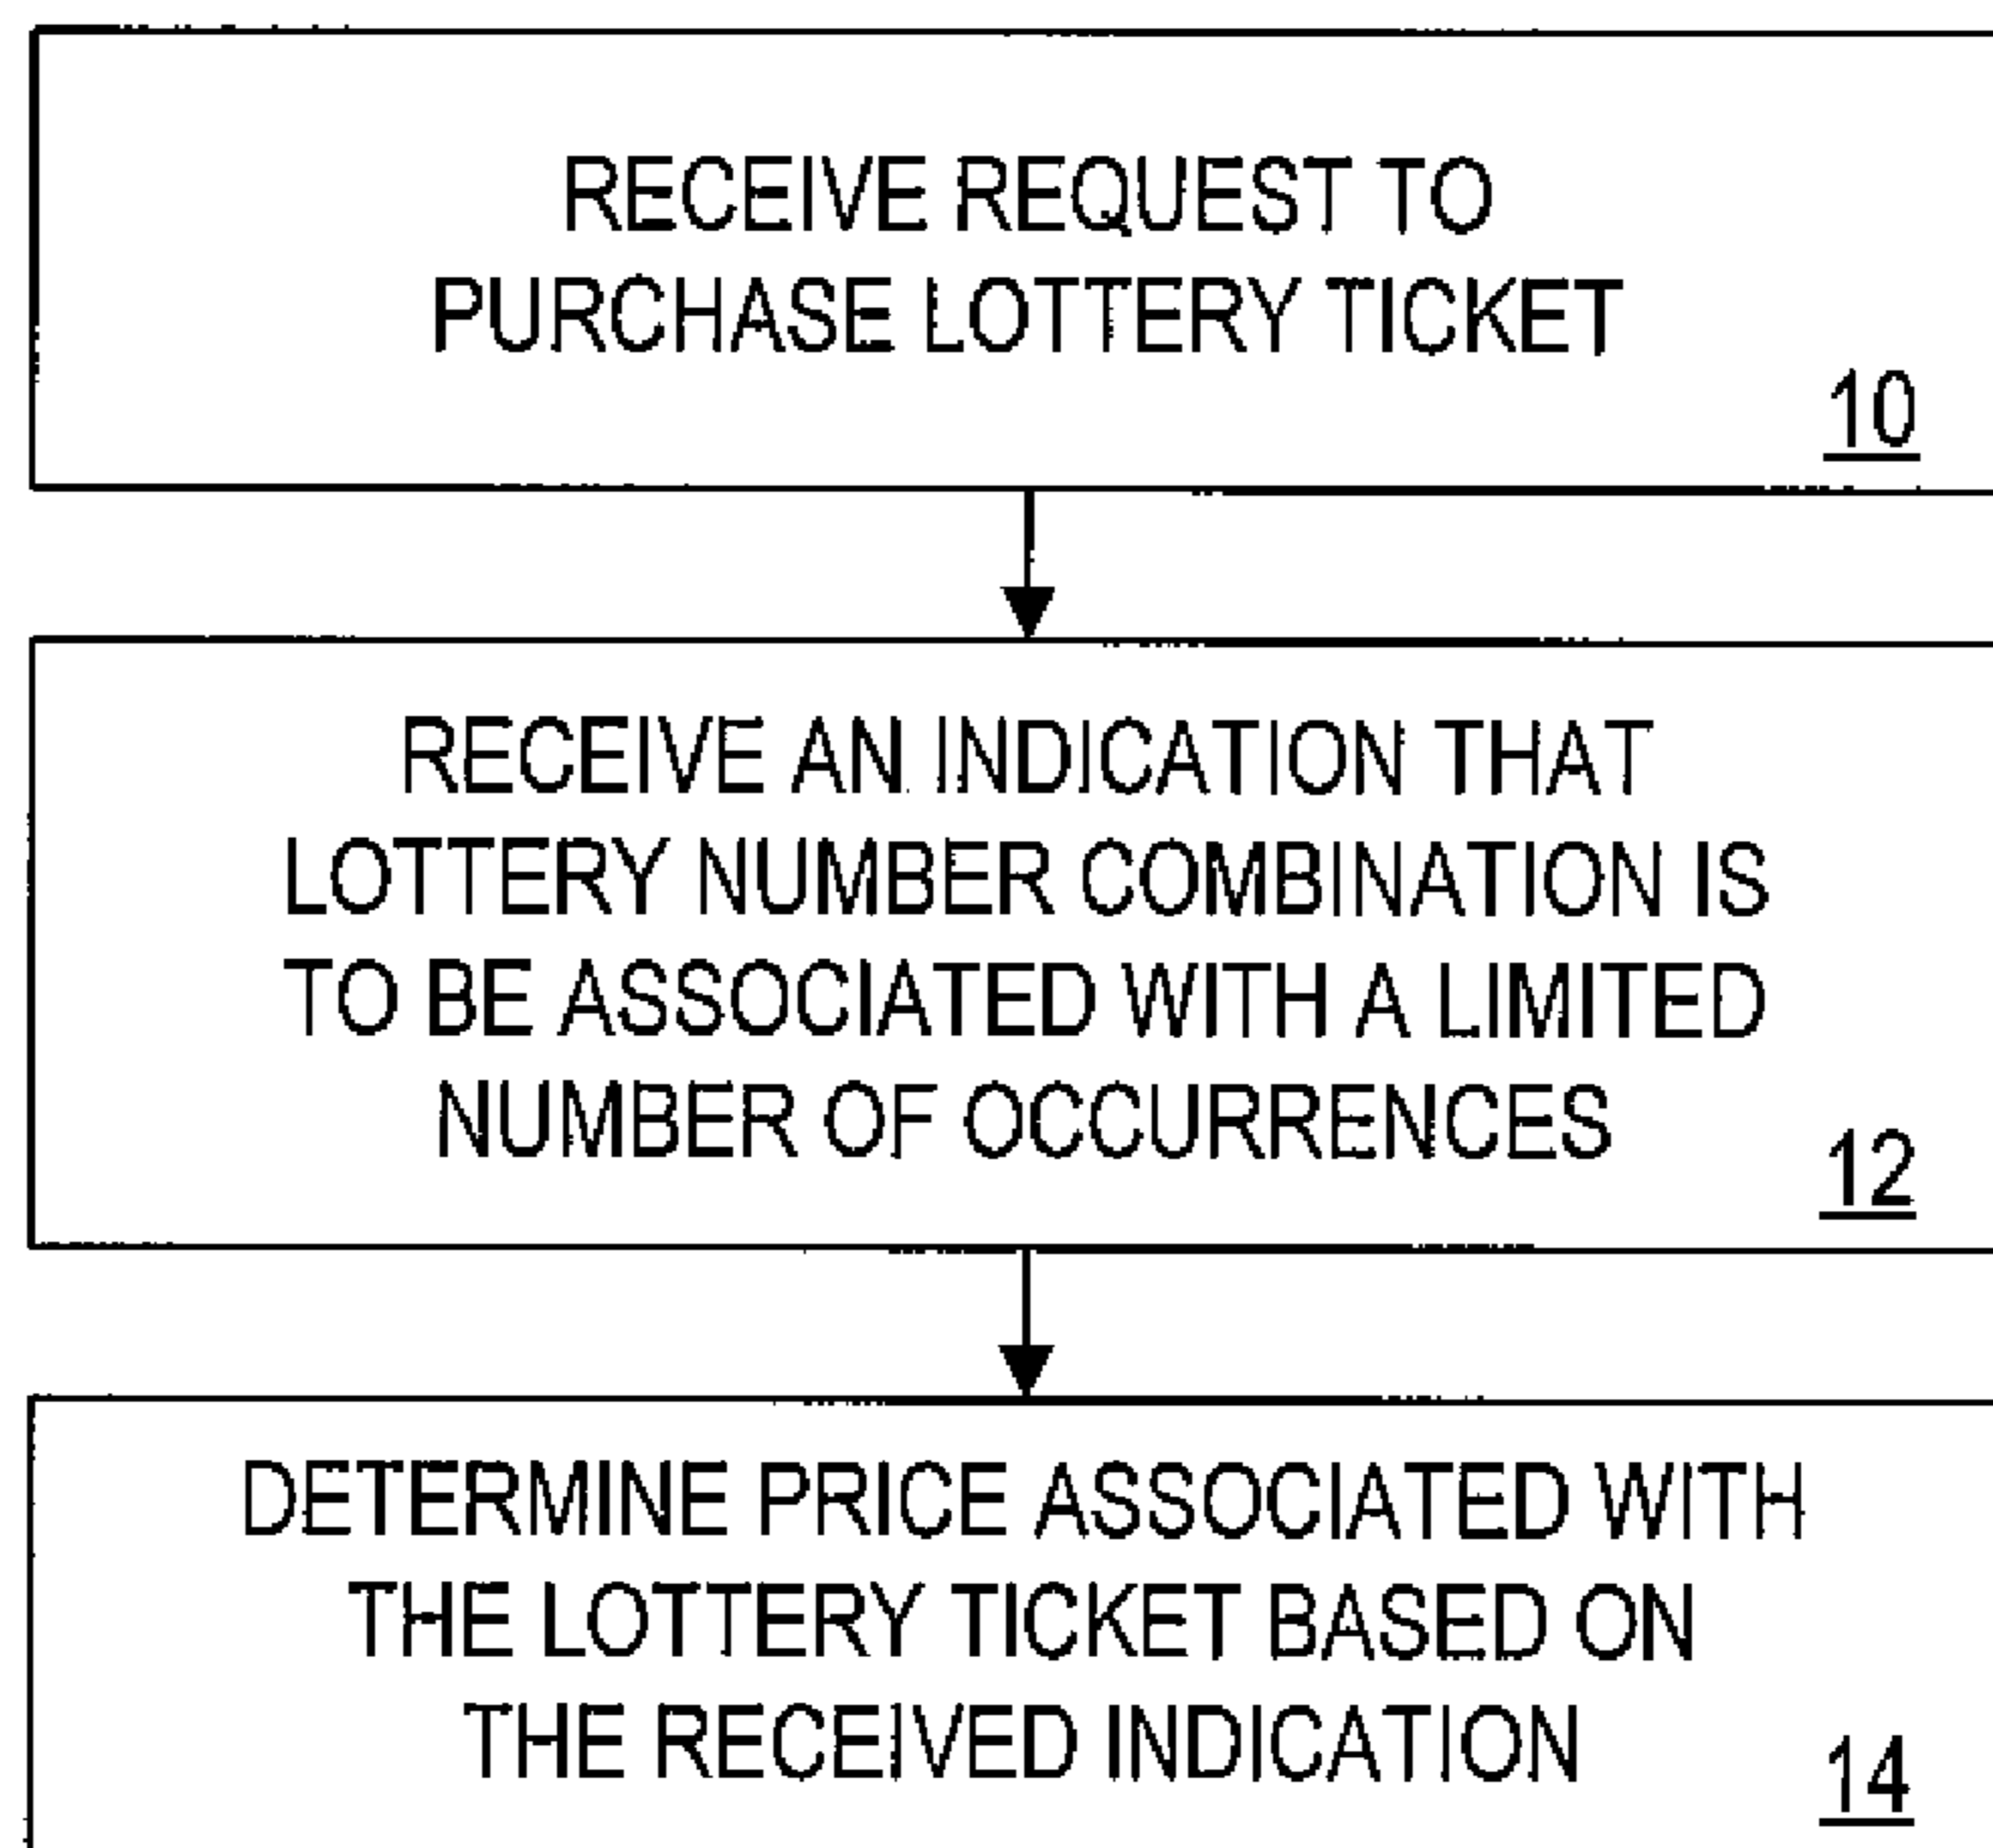 RECEIVE REQUEST TO
PURCHASE LOTTERY TICKET
10
RECEIVE AN INDICATION THAT
LOTTERY NUMBER COMBINATION IS
TO BE ASSOCIATED WITH A LIMITED
NUMBER OF OCCURRENCES
12
DETERMINE PRICE ASSOCIATED WITH
THE LOTTERY TICKET BASED ON
THE RECEIVED INDICATION
14